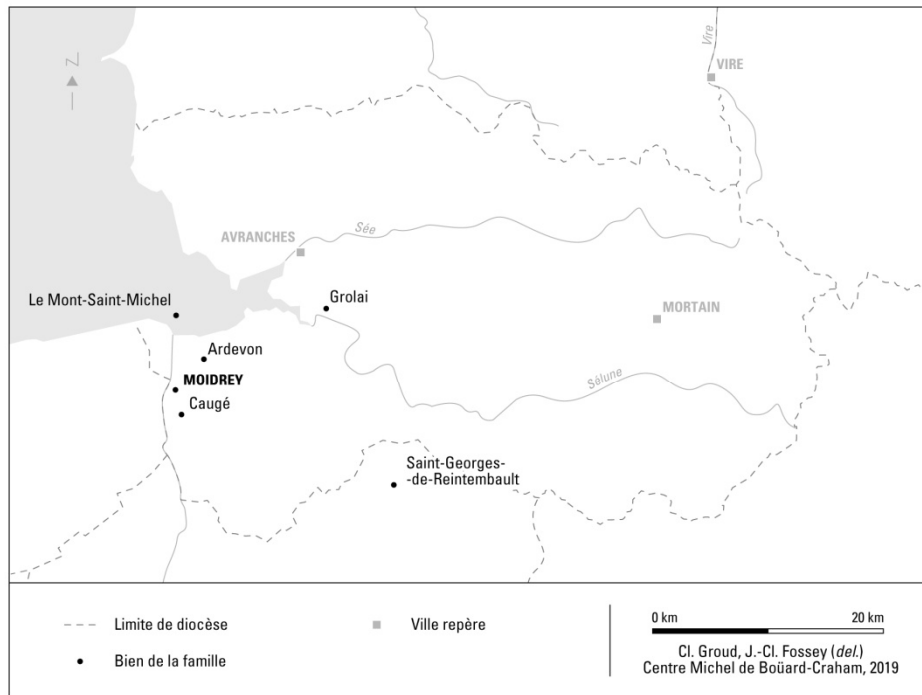 Z
Vire
VIRE
Sée
AVRANCHES
Le Mont-Saint-Michel
Grolai
MORTAIN
Ardevon
MOIDREY
Sélune
Caugé
Saint-Georges-
-de-Reintembault
Limite de diocèse
Ville repère
0 km 20 km
Bien de la famille
Cl. Groud, J.-Cl. Fossey (del.)
Centre Michel de Boüard-Craham, 2019